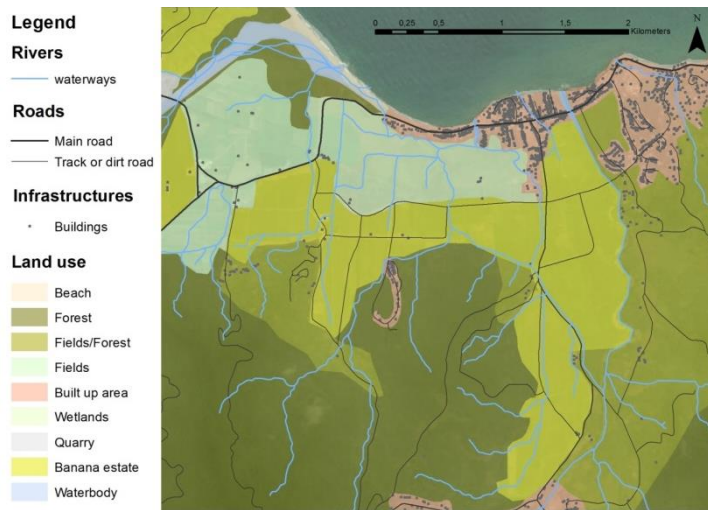 Legend
Rivers
waterways
Roads
Main road
Track or dirt road
Infrastructures
Buildings
Land use
Beach
Forest
Fields/Forest
Fields
Built up area
Wetlands
Quarry
Banana estate
Waterbody
0 0,25 0,5 1 1,5 2
Kilometers
N